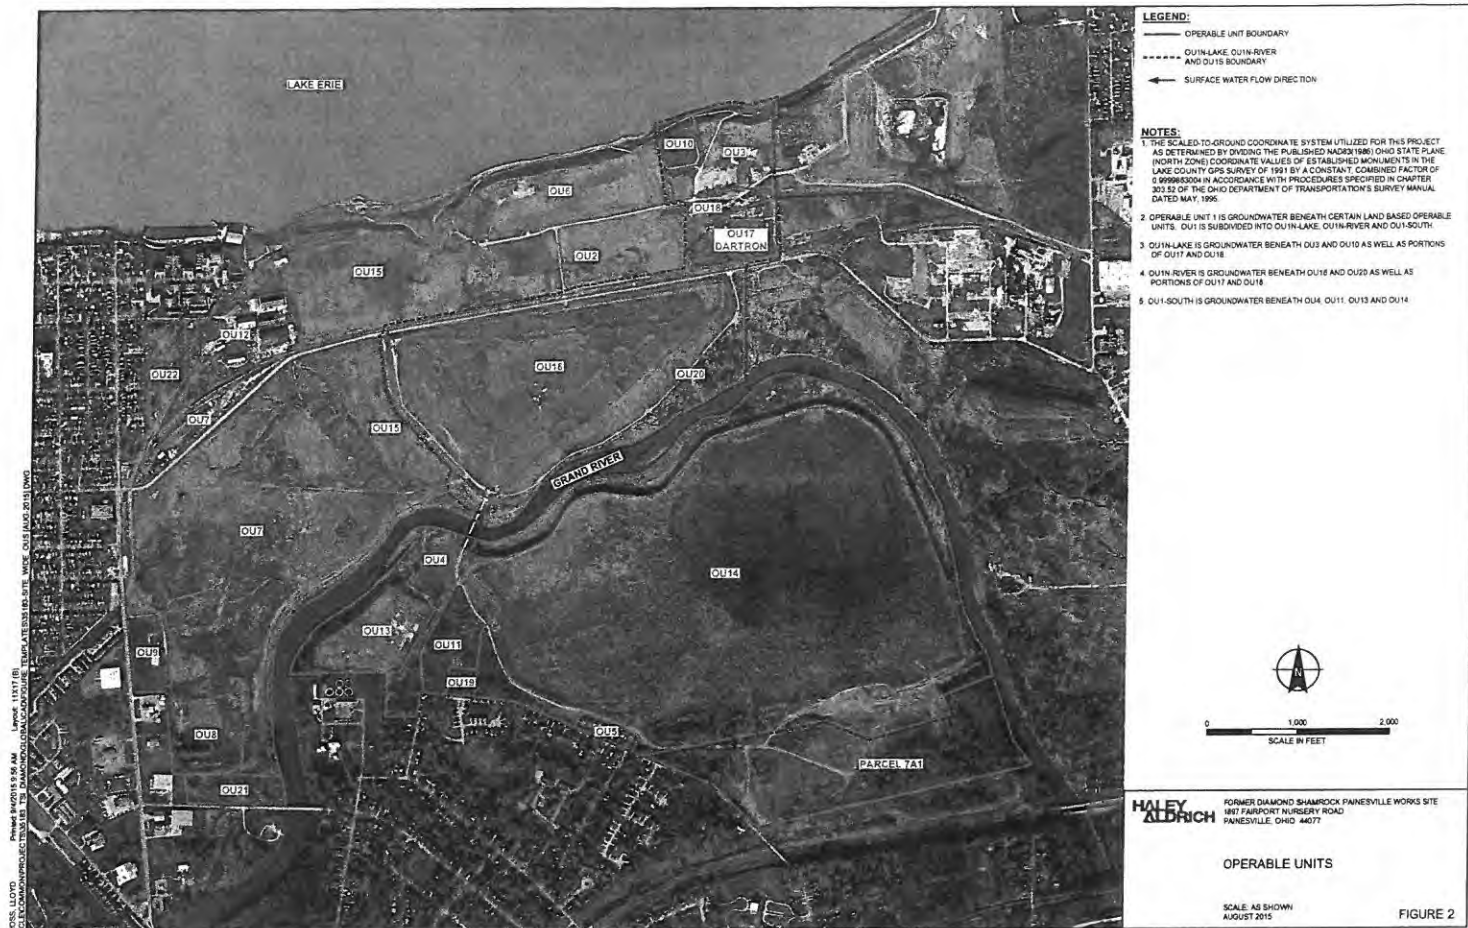 LEGEND:
OPERABLE UNIT BOUNDARY
OU1N-LAKE, OU1N-RIVER
AND OU1S BOUNDARY
SURFACE WATER FLOW DIRECTION
NOTES:
1. THE SCALED-TO-GROUND COORDINATE SYSTEM UTILIZED FOR THIS PROJECT
AS DETERMINED BY DIVIDING THE PUBLISHED NAD83(1986) OHIO STATE PLANE
(NORTH ZONE) COORDINATE VALUES OF ESTABLISHED MONUMENTS IN THE
LAKE COUNTY GPS SURVEY OF 1991 BY A CONSTANT, COMBINED FACTOR OF
IN ACCORDANCE WITH PROCEDURES SPECIFIED IN CHAPTER
303.52 OF THE OHIO DEPARTMENT OF TRANSPORTATION'S SURVEY MANUAL
DATED MAY, 1995.
2. OPERABLE UNIT 1 IS GROUNDWATER BENEATH CERTAIN LAND BASED OPERABLE
UNITS. OU1 IS SUBDIVIDED INTO OU1N-LAKE, OU1N-RIVER AND OU1-SOUTH.
3. OU1N-LAKE IS GROUNDWATER BENEATH OU3 AND OU10 AS WELL AS PORTIONS
OF OU17 AND OU18.
4. OU1N-RIVER IS GROUNDWATER BENEATH OU16 AND OU20 AS WELL AS
PORTIONS OF OU17 AND OU18
5. OU1-SOUTH IS GROUNDWATER BENEATH OU4, OU11, OU13 AND OU14
LAKE ERIE
OU10
OU3
OU6
OU18
OU17
DARTRON
OU2
OU15
OU12
OU22
OU16
OU20
OU7
OU15
GRAND RIVER
OU7
OU4
OU14
OU13
OU11
OU9
OU19
OU5
OU8
PARCEL 7A1
OU21
N
0 1,000 2,000
SCALE IN FEET
HALEY
ALDRICH
FORMER DIAMOND SHAMROCK PAINESVILLE WORKS SITE
1897 FAIRPORT NURSERY ROAD
PAINESVILLE, OHIO 44077
OPERABLE UNITS
SCALE: AS SHOWN
AUGUST 2015
FIGURE 2
LLOYD Printed: 9/4/2015 9:56 AM Layout: 11X17 (B)